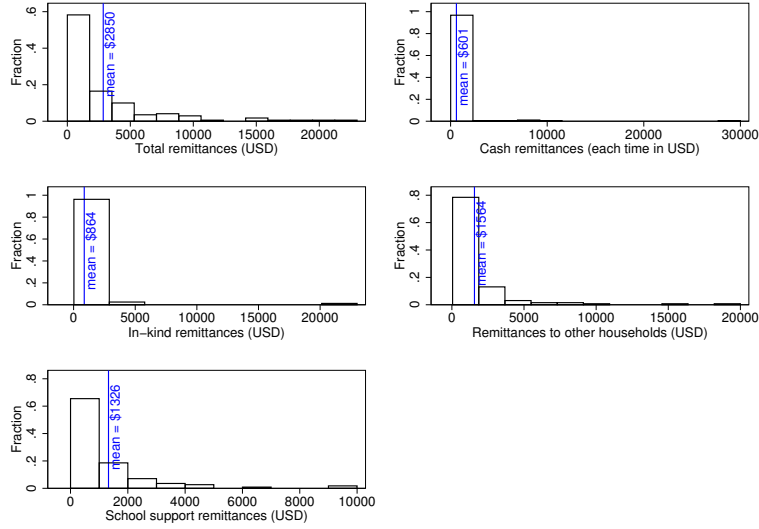 Fraction
0 .2 .4 .6
mean = $2850
0 5000 10000 15000 20000
Total remittances (USD)
Fraction
0 .2 .4 .6 .8 1
mean = $601
0 10000 20000 30000
Cash remittances (each time in USD)
Fraction
0 .2 .4 .6 .8 1
mean = $864
0 5000 10000 15000 20000
In−kind remittances (USD)
Fraction
0 .2 .4 .6 .8
mean = $1564
0 5000 10000 15000 20000
Remittances to other households (USD)
Fraction
0 .2 .4 .6 .8
mean = $1326
0 2000 4000 6000 8000 10000
School support remittances (USD)